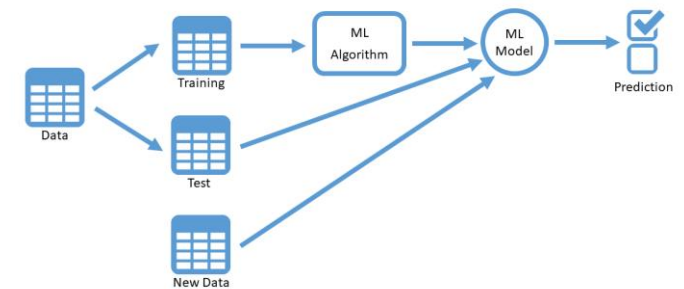 Data
Training
Test
New Data
ML
Algorithm
ML
Model
Prediction